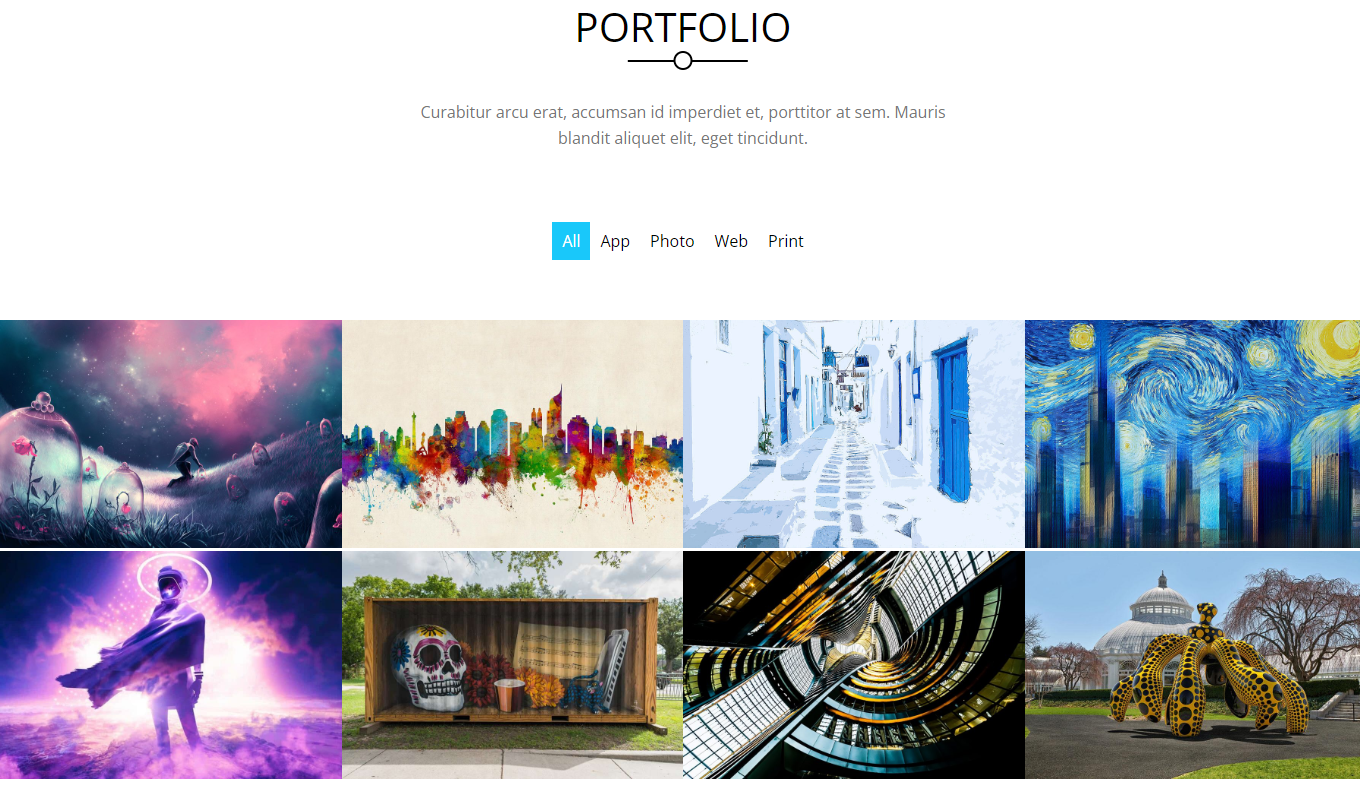 PORTFOLIO
Curabitur arcu erat, accumsan id imperdiet et, porttitor at sem. Mauris
blandit aliquet elit, eget tincidunt.
All App Photo Web Print